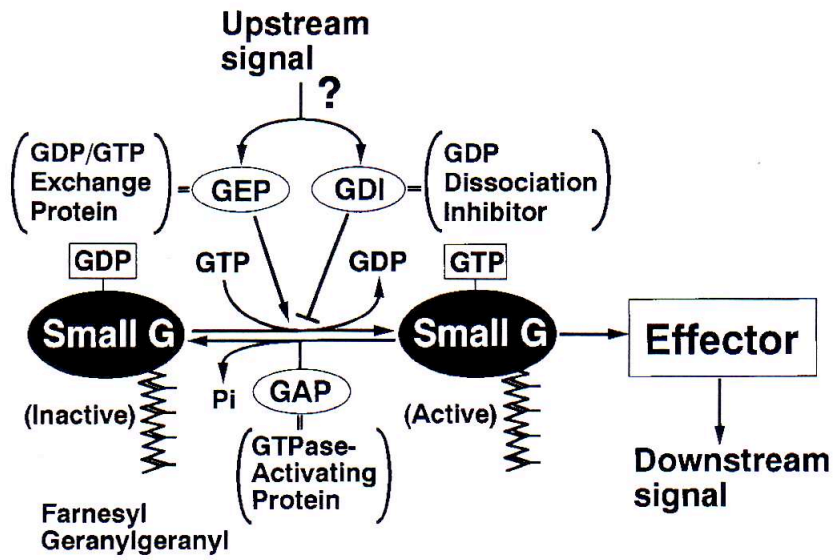 Upstream
signal
?
GDP/GTP
Exchange
Protein
=
GEP
GDI
=
GDP
Dissociation
Inhibitor
GDP
GTP
GDP
GTP
Small G
Small G
Effector
(Inactive)
Pi
GAP
(Active)
=
GTPase-
Activating
Protein
Downstream
signal
Farnesyl
Geranylgeranyl